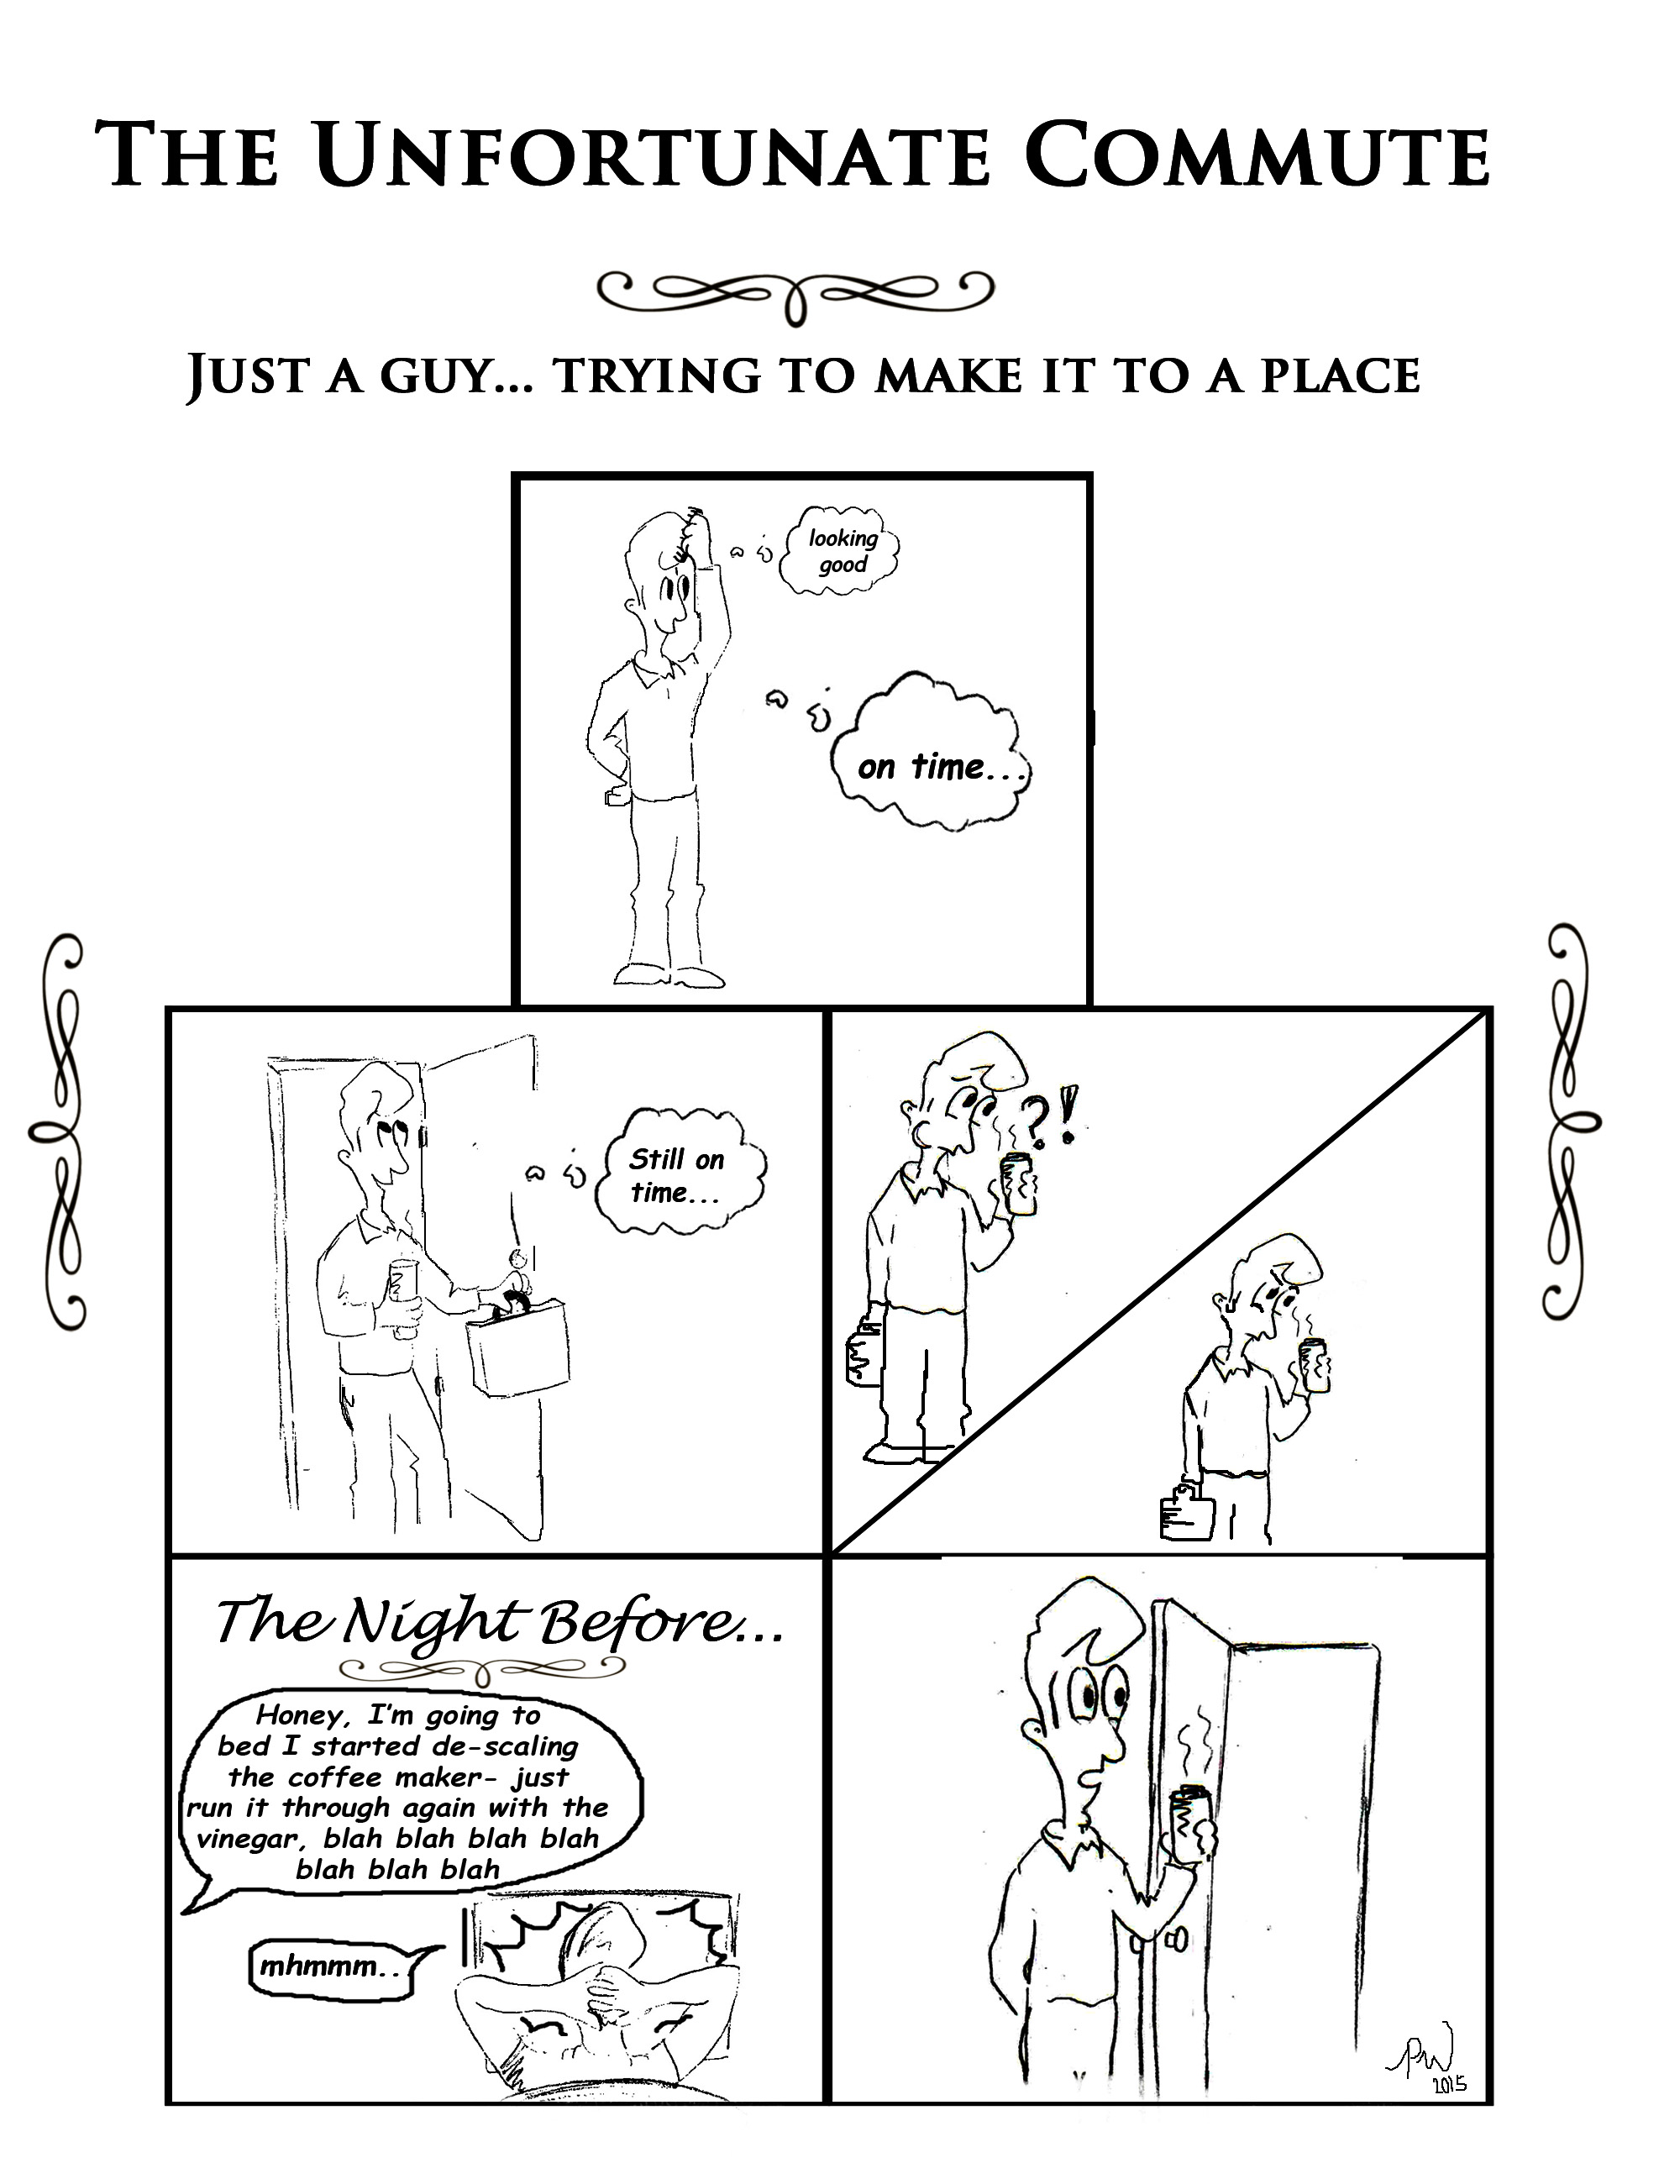 The Unfortunate Commute
Just a guy... trying to make it to a place
looking
good
on time...
Still on
time...
?!
The Night Before...
Honey, I'm going to
bed I started de-scaling
the coffee maker- just
run it through again with the
vinegar, blah blah blah blah
blah blah blah
mhmmm..
PW
2015